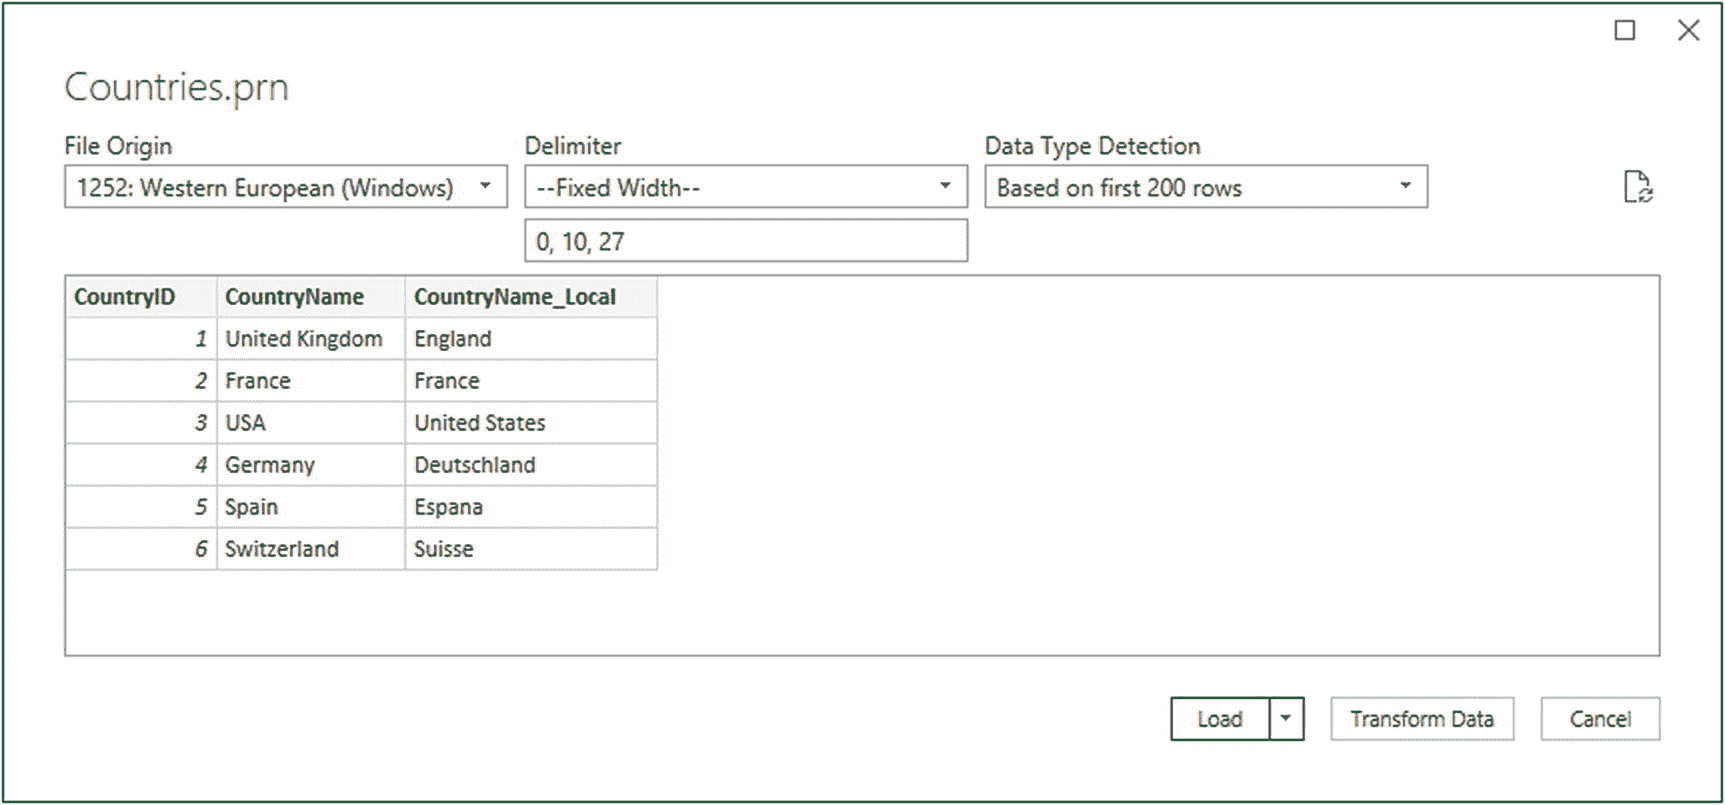 Countries.prn
File Origin Delimiter Data Type Detection
1252: Western European (Windows) --Fixed Width-- Based on first 200 rows
0, 10, 27
CountryID CountryName CountryName_Local
1 United Kingdom England
2 France France
3 USA United States
4 Germany Deutschland
5 Spain Espana
6 Switzerland Suisse
Load Transform Data Cancel